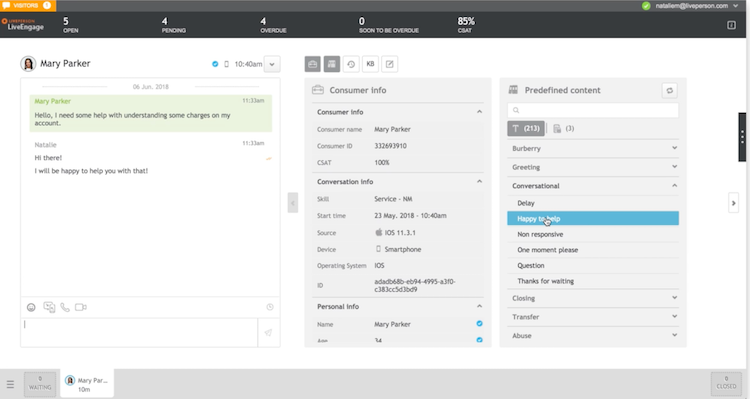 VISITORS 7
nataliem@liveperson.com
LIVEPERSON
LiveEngage
5
OPEN
4
PENDING
4
OVERDUE
0
SOON TO BE OVERDUE
85%
CSAT
Mary Parker
10:40am
KB
06 Jun. 2018
Mary Parker 11:33am
Hello, I need some help with understanding some charges on my
account.
Natalie 11:33am
Hi there!
I will be happy to help you with that!
Consumer info
Consumer info
Consumer name Mary Parker
Consumer ID 332693910
CSAT 100%
Conversation info
Skill Service - NM
Start time 23 May. 2018 - 10:40am
Source IOS 11.3.1
Device Smartphone
Operating System IOS
ID adadb68b-eb94-4995-a3f0-
c383cc5d3bd9
Personal info
Name Mary Parker
Age 34
Predefined content
T (213) (3)
Burberry
Greeting
Conversational
Delay
Happy to help
Non responsive
One moment please
Question
Thanks for waiting
Closing
Transfer
Abuse
WAITING
Mary Par...
10m
CLOSED